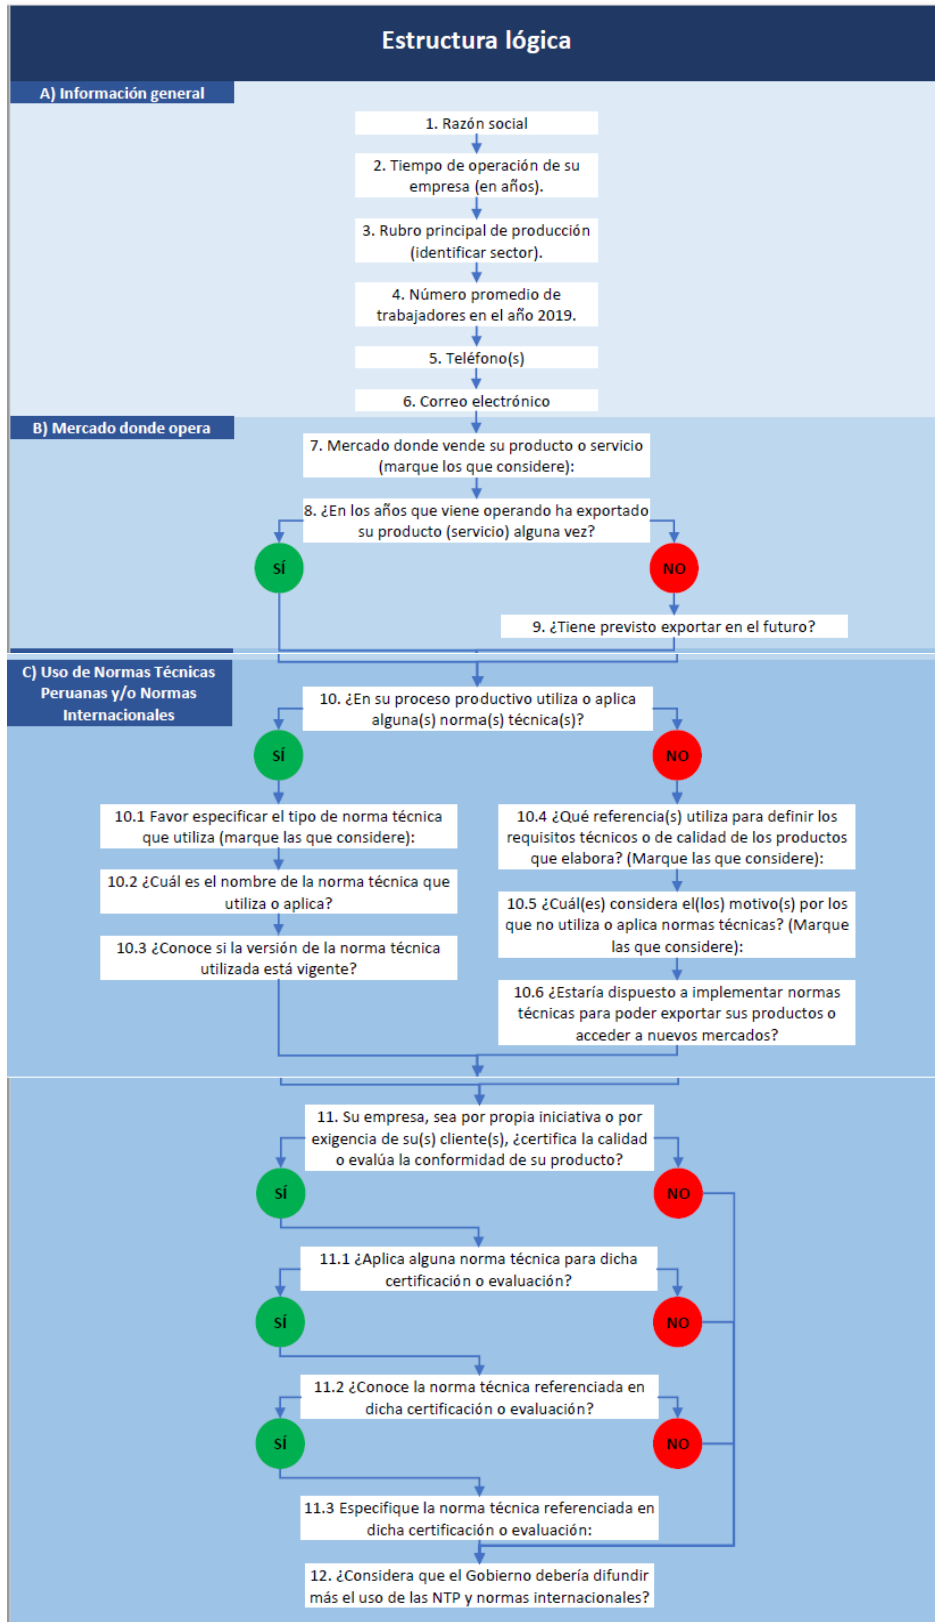 Estructura lógica
A) Información general
1. Razón social
2. Tiempo de operación de su
empresa (en años).
3. Rubro principal de producción
(identificar sector).
4. Número promedio de
trabajadores en el año 2019.
5. Teléfono(s)
6. Correo electrónico
B) Mercado donde opera
7. Mercado donde vende su producto o servicio
(marque los que considere):
8. ¿En los años que viene operando ha exportado
su producto (servicio) alguna vez?
SÍ
NO
9. ¿Tiene previsto exportar en el futuro?
C) Uso de Normas Técnicas
Peruanas y/o Normas
Internacionales
10. ¿En su proceso productivo utiliza o aplica
alguna(s) norma(s) técnica(s)?
SÍ
NO
10.1 Favor especificar el tipo de norma técnica
que utiliza (marque las que considere):
10.2 ¿Cuál es el nombre de la norma técnica que
utiliza o aplica?
10.3 ¿Conoce si la versión de la norma técnica
utilizada está vigente?
10.4 ¿Qué referencia(s) utiliza para definir los
requisitos técnicos o de calidad de los productos
que elabora? (Marque las que considere):
10.5 ¿Cuál(es) considera el(los) motivo(s) por los
que no utiliza o aplica normas técnicas? (Marque
las que considere):
10.6 ¿Estaría dispuesto a implementar normas
técnicas para poder exportar sus productos o
acceder a nuevos mercados?
11. Su empresa, sea por propia iniciativa o por
exigencia de su(s) cliente(s), ¿certifica la calidad
o evalúa la conformidad de su producto?
SÍ
NO
11.1 ¿Aplica alguna norma técnica para dicha
certificación o evaluación?
SÍ
NO
11.2 ¿Conoce la norma técnica referenciada en
dicha certificación o evaluación?
SÍ
NO
11.3 Especifique la norma técnica referenciada en
dicha certificación o evaluación:
12. ¿Considera que el Gobierno debería difundir
más el uso de las NTP y normas internacionales?